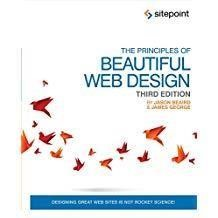 sitepoint
THE PRINCIPLES OF
BEAUTIFUL
WEB DESIGN
THIRD EDITION
BY JASON BEAIRD
& JAMES GEORGE
DESIGNING GREAT WEB SITES IS NOT ROCKET SCIENCE!